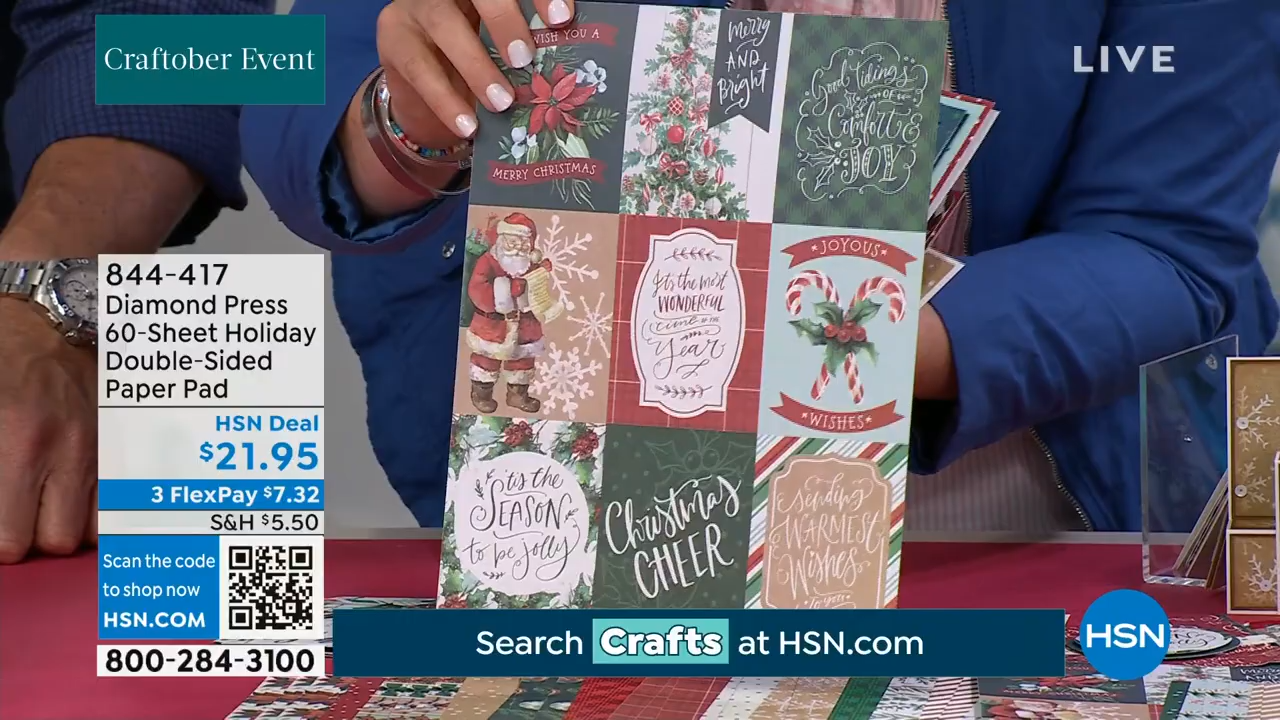 Craftober Event
LIVE
844-417
Diamond Press
60-Sheet Holiday
Double-Sided
Paper Pad
HSN Deal
$21.95
3 FlexPay $7.32
S&H $5.50
Scan the code
to shop now
HSN.COM
800-284-3100
WISH YOU A
MERRY CHRISTMAS
Merry
AND
Bright
Good Tidings
OF
Comfort &
JOY
It's the most
WONDERFUL
time OF THE
Year
JOYOUS
WISHES
'tis the
SEASON
to be jolly
Christmas
CHEER
sending
WARMEST
Wishes
Search Crafts at HSN.com
HSN